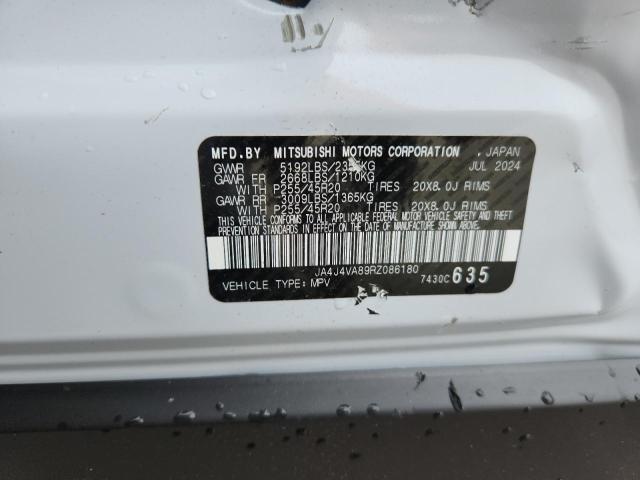 MFD.BY MITSUBISHI MOTORS CORPORATION , JAPAN
GVWR 5192LBS/2355KG JUL 2024
GAWR FR 2668LBS/1210KG
WITH P255/45R20 TIRES 20X8.0J RIMS
GAWR RR 3009LBS/1365KG
WITH P255/45R20 TIRES 20X8.0J RIMS
THIS VEHICLE CONFORMS TO ALL APPLICABLE FEDERAL MOTOR VEHICLE SAFETY AND THEFT
PREVENTION STANDARDS IN EFFECT ON THE DATE OF MANUFACTURE SHOWN ABOVE.
JA4J4VA89RZ086180
VEHICLE TYPE: MPV 7430C 635